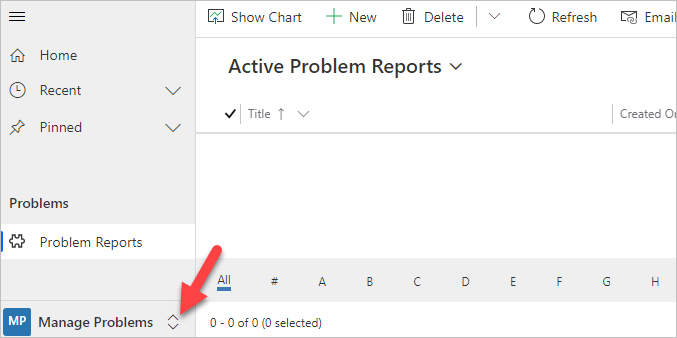 Show Chart New Delete Refresh Email
Home
Recent
Pinned
Active Problem Reports
Title Created
Problems
Problem Reports
All # A B C D E F G H
MP Manage Problems
0 - 0 of 0 (0 selected)